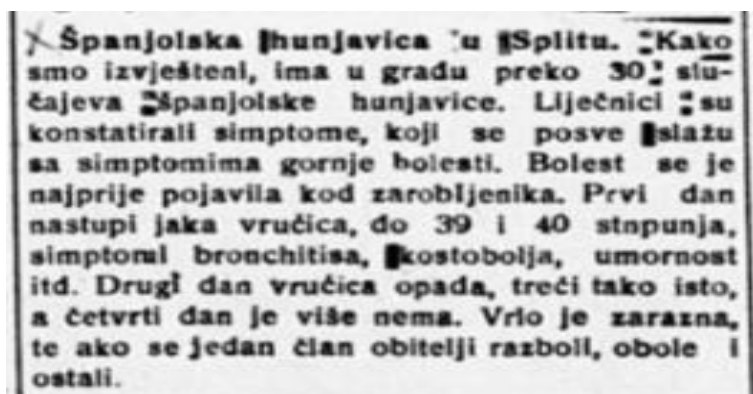 Španjolska hunjavica u Splitu. Kako
smo izvješteni, ima u gradu preko 30 slu-
čajeva španjolske hunjavice. Liječnici su
konstatirali simptome, koji se posve slažu
sa simptomima gornje bolesti. Bolest se je
najprije pojavila kod zarobljenika. Prvi dan
nastupi jaka vrućica, do 39 i 40 stnpunja,
simptomi bronchitisa, kostobolja, umornost
itd. Drugi dan vrućica opada, treći tako isto,
a četvrti dan je više nema. Vrlo je zarazna,
te ako se jedan član obitelji razboli, obole i
ostali.